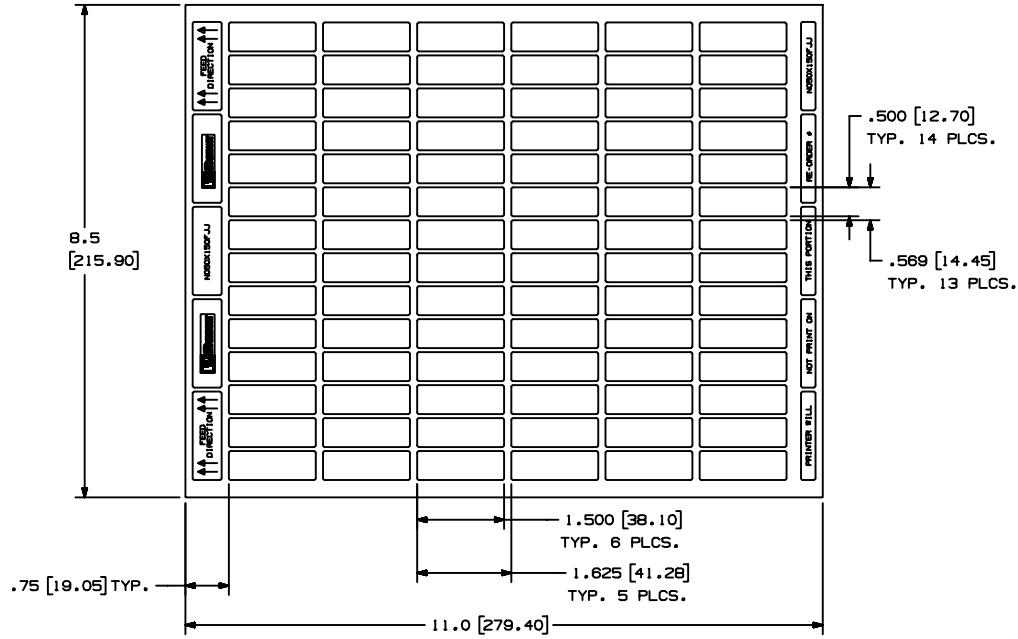 FEED
DIRECTION
N050X150FJJ
FEED
DIRECTION
N050X150FJJ
RE-ORDER #
THIS PORTION
NOT PRINT ON
PRINTER WILL
.500 [12.70]
TYP. 14 PLCS.
.569 [14.45]
TYP. 13 PLCS.
8.5
[215.90]
1.500 [38.10]
TYP. 6 PLCS.
1.625 [41.28]
TYP. 5 PLCS.
.75 [19.05] TYP.
11.0 [279.40]